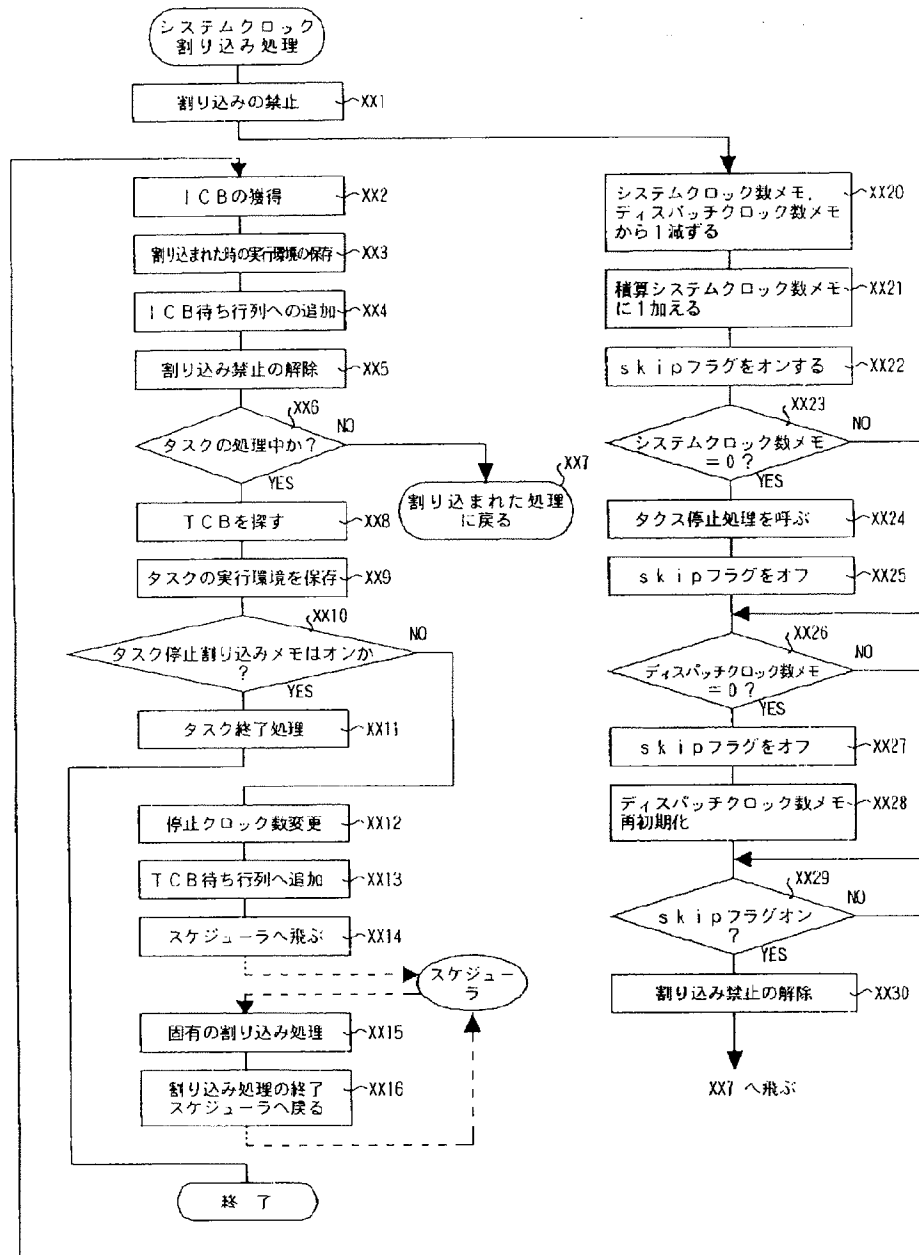 システムクロック
割り込み処理
割り込みの禁止
XX1
ICBの獲得
XX2
割り込まれた時の実行環境の保存
XX3
ICB待ち行列への追加
XX4
割り込み禁止の解除
XX5
XX6
タスクの処理中か?
NO
YES
XX7
割り込まれた処理
に戻る
TCBを探す
XX8
タスクの実行環境を保存
XX9
XX10
タスク停止割り込みメモはオンか
?
NO
YES
タスク終了処理
XX11
停止クロック数変更
XX12
TCB待ち行列へ追加
XX13
スケジューラへ飛ぶ
XX14
スケジュー
ラ
固有の割り込み処理
XX15
割り込み処理の終了
スケジューラへ戻る
XX16
終了
システムクロック数メモ,
ディスパッチクロック数メモ
から1減ずる
XX20
積算システムクロック数メモ
に1加える
XX21
skipフラグをオンする
XX22
XX23
システムクロック数メモ
=0?
NO
YES
タクス停止処理を呼ぶ
XX24
skipフラグをオフ
XX25
XX26
ディスパッチクロック数メモ
=0?
NO
YES
skipフラグをオフ
XX27
ディスパッチクロック数メモ
再初期化
XX28
XX29
skipフラグオン
?
NO
YES
割り込み禁止の解除
XX30
XX7へ飛ぶ